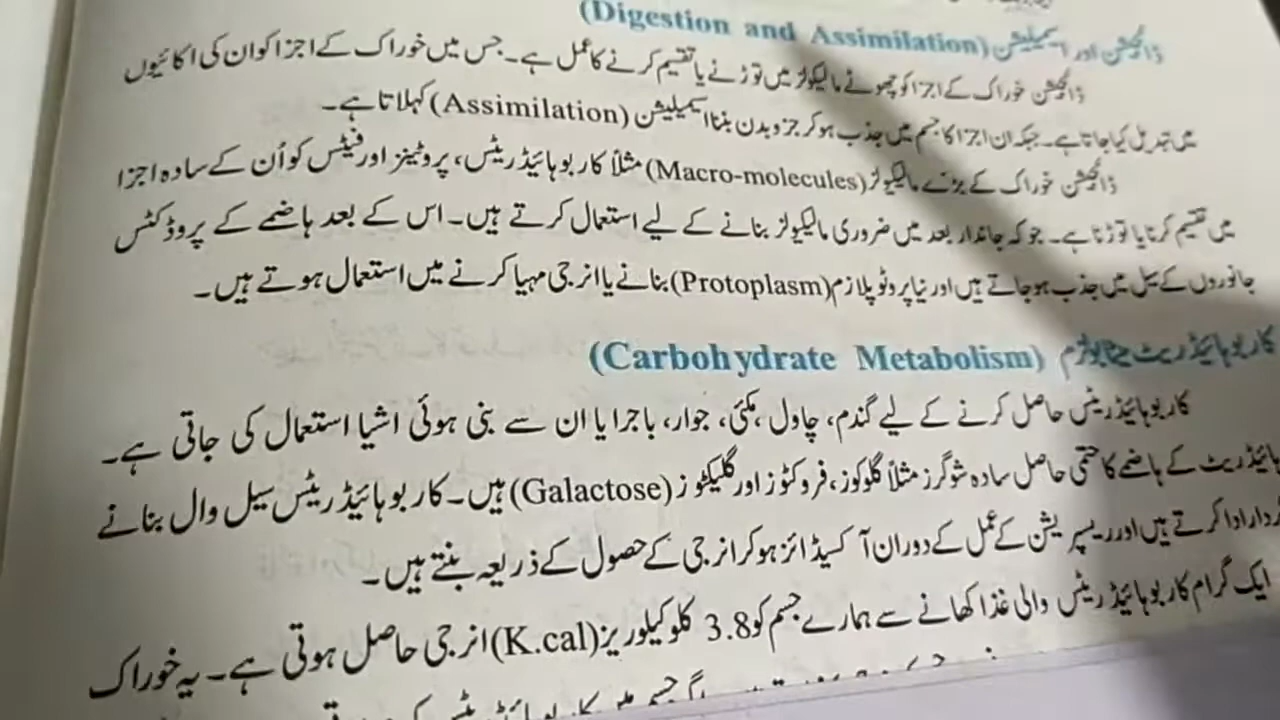 ڈائجیشن اور اسیمیلیشن (Digestion and Assimilation)
ڈائجیشن خوراک کے اجزا کو چھوٹے مالیکولز میں توڑنے یا تقسیم کرنے کا عمل ہے۔ جس میں خوراک کے اجزا کو ان کی اکائیوں
میں تبدیل کیا جاتا ہے۔ جبکہ ان اجزا کا جسم میں جذب ہو کر جزو بدن بننا اسیمیلیشن (Assimilation) کہلاتا ہے۔
ڈائجیشن خوراک کے بڑے مالیکولز (Macro-molecules) مثلاً کاربوہائیڈریٹس، پروٹینز اور فیٹس کو اُن کے سادہ اجزا
میں تقسیم کرنا یا توڑنا ہے۔ جو کہ جاندار بعد میں ضروری مالیکولز بنانے کے لیے استعمال کرتے ہیں۔ اس کے بعد ہاضمے کے پروڈکٹس
جانوروں کے سیل میں جذب ہو جاتے ہیں اور نیا پروٹوپلازم (Protoplasm) بنانے یا انرجی مہیا کرنے میں استعمال ہوتے ہیں۔
کاربوہائیڈریٹ میٹابولزم (Carbohydrate Metabolism)
کاربوہائیڈریٹس حاصل کرنے کے لیے گندم، چاول، مکئی، جوار، باجرا یا ان سے بنی ہوئی اشیا استعمال کی جاتی ہے۔
ہائیڈریٹ کے ہاضمے کا حتمی حاصل سادہ شوگرز مثلاً گلوکوز، فروکٹوز اور گلیکٹوز (Galactose) ہیں۔ کاربوہائیڈریٹس سیل وال بنانے
ردار ادا کرتے ہیں اور ریسپریشن کے عمل کے دوران آکسیڈائز ہو کر انرجی کے حصول کے ذریعہ بنتے ہیں۔
ایک گرام کاربوہائیڈریٹس والی غذا کھانے سے ہمارے جسم کو 3.8 کلو کیلوریز (K.cal) انرجی حاصل ہوتی ہے۔ یہ خوراک